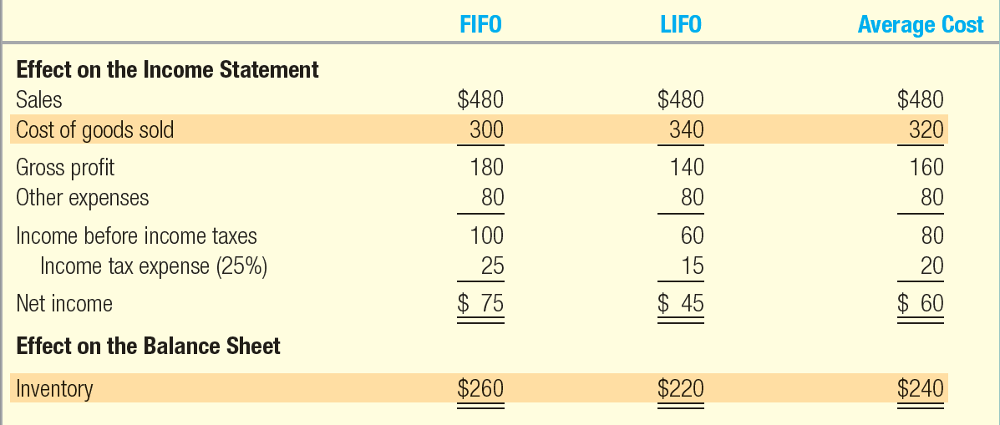 FIFO LIFO Average Cost
Effect on the Income Statement
Sales $480 $480 $480
Cost of goods sold 300 340 320
Gross profit 180 140 160
Other expenses 80 80 80
Income before income taxes 100 60 80
Income tax expense (25%) 25 15 20
Net income $ 75 $ 45 $ 60
Effect on the Balance Sheet
Inventory $260 $220 $240